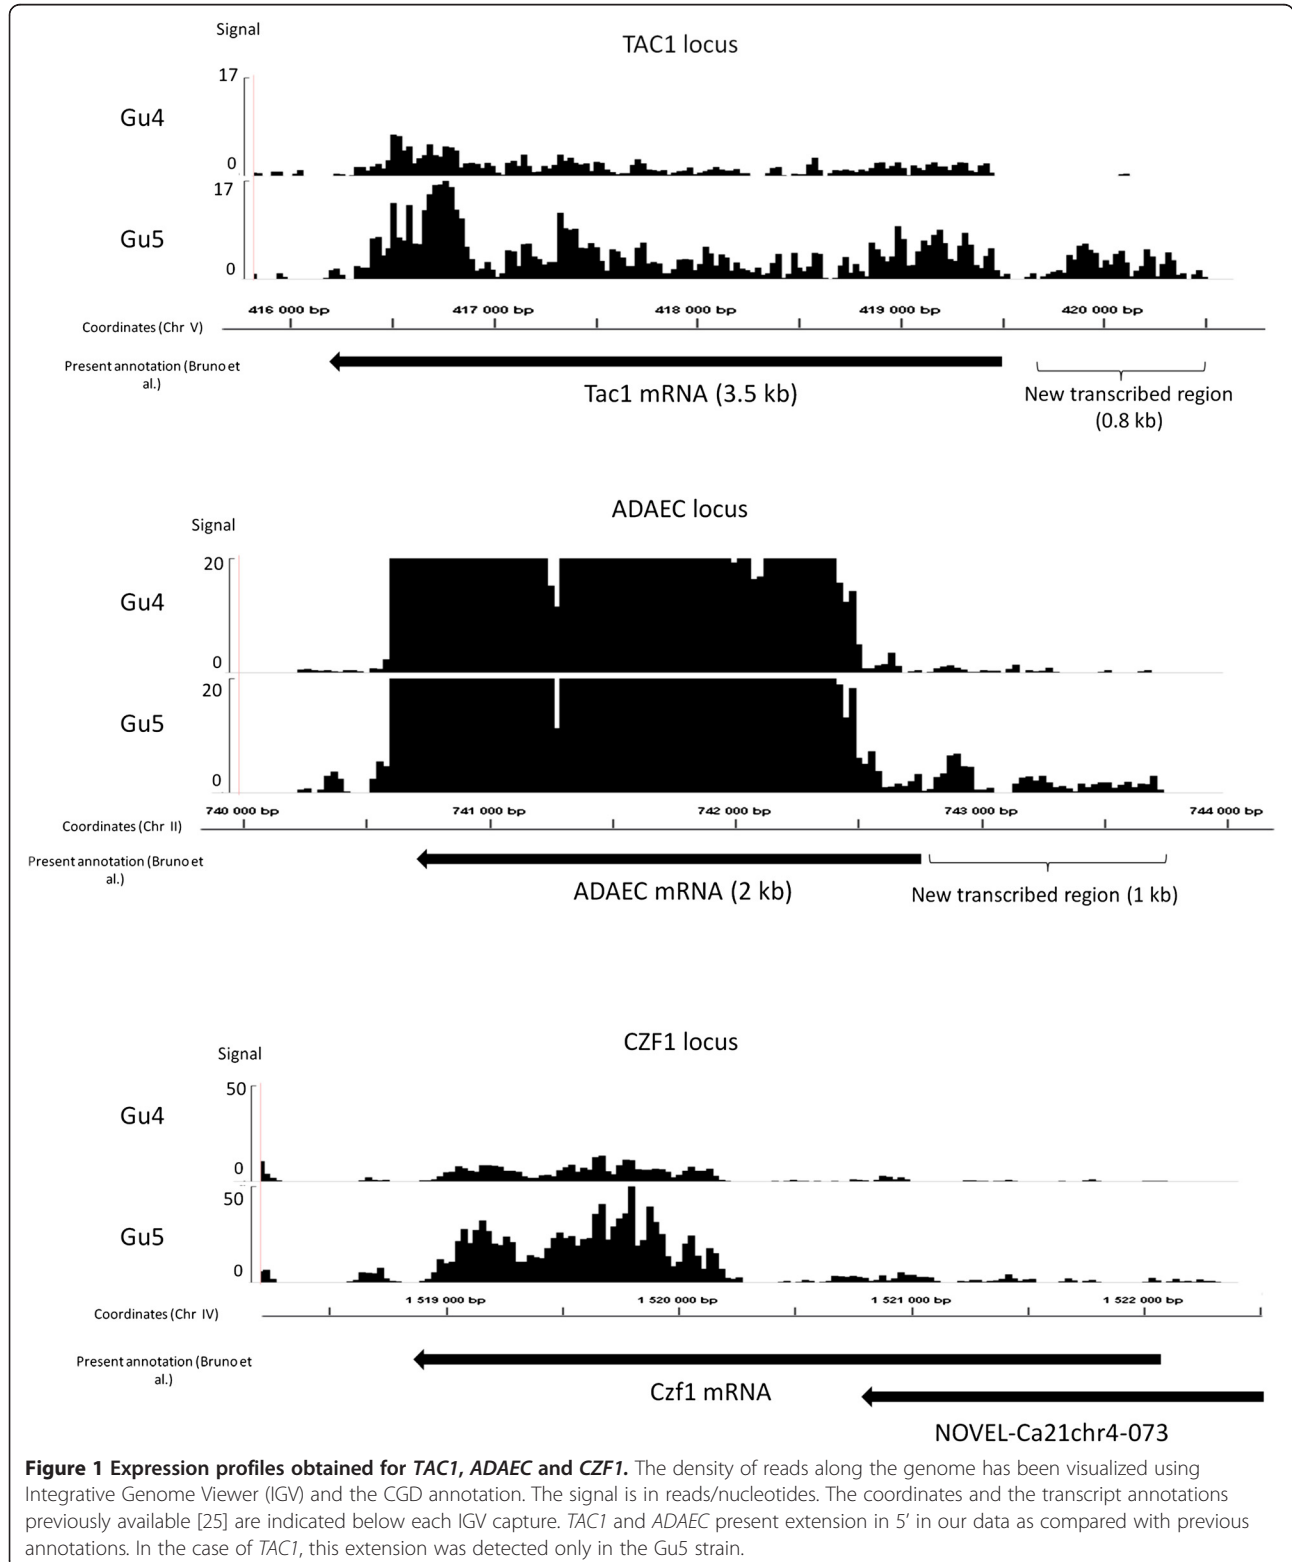 Signal
TAC1 locus
17
Gu4
0
17
Gu5
0
416 000 bp 417 000 bp 418 000 bp 419 000 bp 420 000 bp
Coordinates (Chr V)
Present annotation (Bruno et
al.)
Tac1 mRNA (3.5 kb)
New transcribed region
(0.8 kb)
ADAEC locus
Signal
20
Gu4
0
20
Gu5
0
740 000 bp 741 000 bp 742 000 bp 743 000 bp 744 000 bp
Coordinates (Chr II)
Present annotation (Bruno et
al.)
ADAEC mRNA (2 kb)
New transcribed region (1 kb)
CZF1 locus
Signal
50
Gu4
0
50
Gu5
0
1 519 000 bp 1 520 000 bp 1 521 000 bp 1 522 000 bp
Coordinates (Chr IV)
Present annotation (Bruno et
al.)
Czf1 mRNA
NOVEL-Ca21chr4-073
Figure 1 Expression profiles obtained for TAC1, ADAEC and CZF1. The density of reads along the genome has been visualized using
Integrative Genome Viewer (IGV) and the CGD annotation. The signal is in reads/nucleotides. The coordinates and the transcript annotations
previously available [25] are indicated below each IGV capture. TAC1 and ADAEC present extension in 5' in our data as compared with previous
annotations. In the case of TAC1, this extension was detected only in the Gu5 strain.